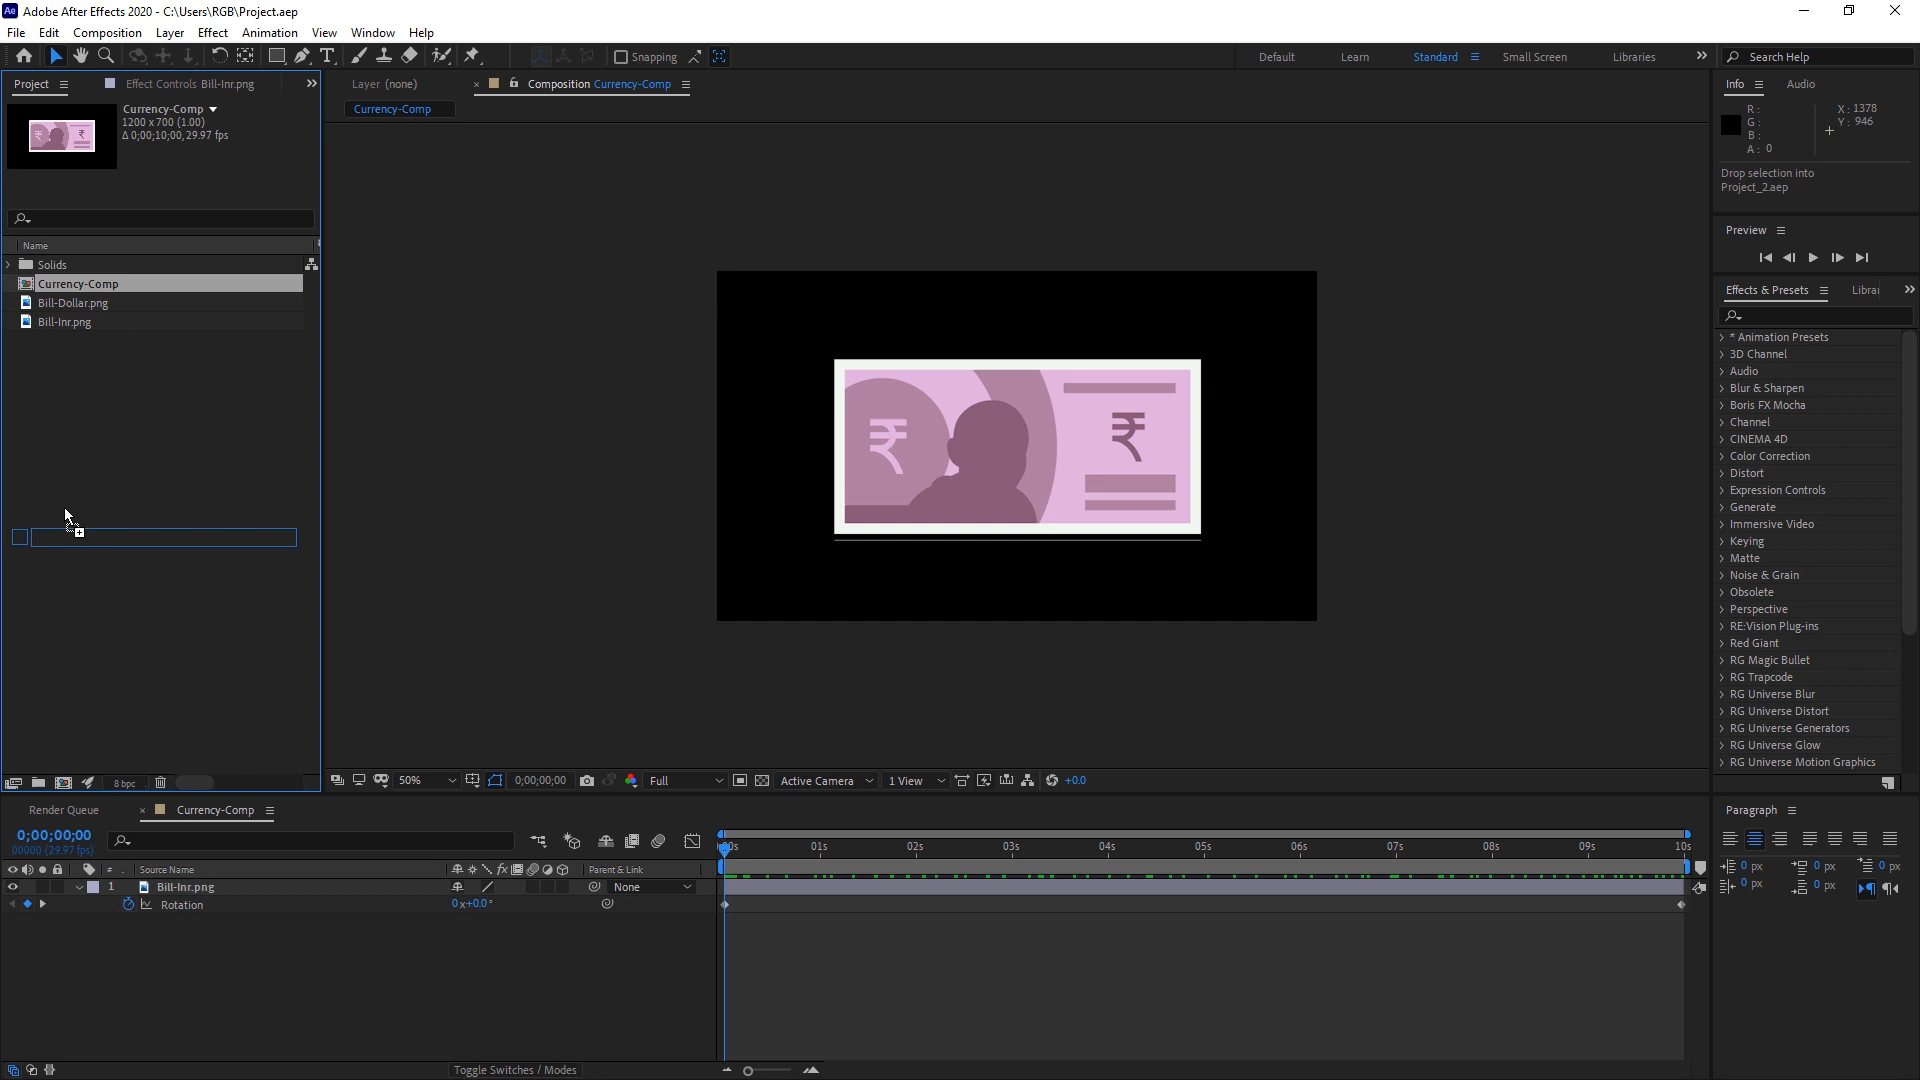 Ae Adobe After Effects 2020 - C:\Users\RGB\Project.aep
File Edit Composition Layer Effect Animation View Window Help
Snapping Default Learn Standard Small Screen Libraries Search Help
Project Effect Controls Bill-Inr.png
Currency-Comp
1200 x 700 (1.00)
Δ 0;00;10;00, 29.97 fps
Name
Solids
Currency-Comp
Bill-Dollar.png
Bill-Inr.png
8 bpc
Layer (none) Composition Currency-Comp
Currency-Comp
₹ ₹
50% 0;00;00;00 Full Active Camera 1 View +0.0
Info Audio
R:
G:
B:
A: 0
X: 1378
Y: 946
Drop selection into
Project_2.aep
Preview
Effects & Presets Librar
* Animation Presets
3D Channel
Audio
Blur & Sharpen
Boris FX Mocha
Channel
CINEMA 4D
Color Correction
Distort
Expression Controls
Generate
Immersive Video
Keying
Matte
Noise & Grain
Obsolete
Perspective
RE:Vision Plug-ins
Red Giant
RG Magic Bullet
RG Trapcode
RG Universe Blur
RG Universe Distort
RG Universe Generators
RG Universe Glow
RG Universe Motion Graphics
Render Queue Currency-Comp
0;00;00;00
00000 (29.97 fps)
# Source Name fx Parent & Link
1 Bill-Inr.png None
Rotation 0x+0.0°
01s 02s 03s 04s 05s 06s 07s 08s 09s 10s
Toggle Switches / Modes
Paragraph
0 px 0 px 0 px
0 px 0 px